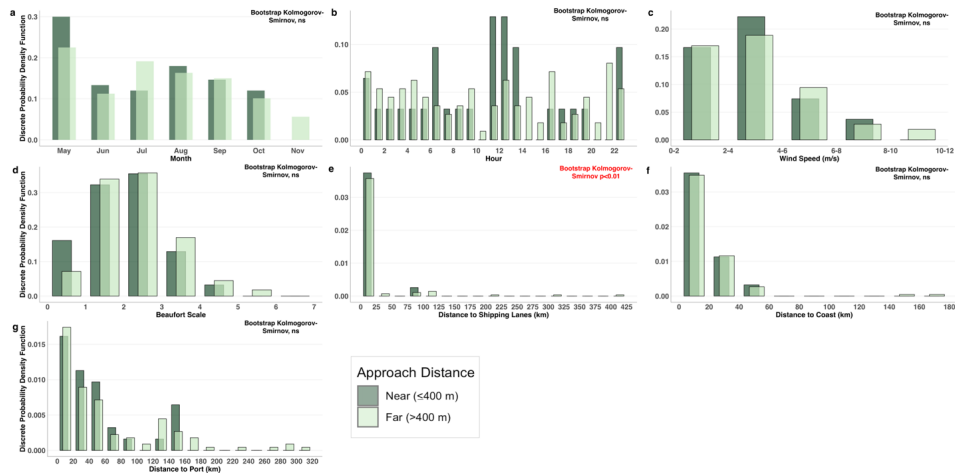 a
Bootstrap Kolmogorov-
Smirnov, ns
Discrete Probability Density Function
0.3
0.2
0.1
0.0
May Jun Jul Aug Sep Oct Nov
Month
b
Bootstrap Kolmogorov-
Smirnov, ns
0.10
0.05
0.00
0 2 4 6 8 10 12 14 16 18 20 22
Hour
c
Bootstrap Kolmogorov-
Smirnov, ns
0.20
0.15
0.10
0.05
0.00
0-2 2-4 4-6 6-8 8-10 10-12
Wind Speed (m/s)
d
Bootstrap Kolmogorov-
Smirnov, ns
Discrete Probability Density Function
0.3
0.2
0.1
0.0
0 1 2 3 4 5 6 7
Beaufort Scale
e
Bootstrap Kolmogorov-
Smirnov p<0.01
0.03
0.02
0.01
0.00
0 25 50 75 100 125 150 175 200 225 250 275 300 325 350 375 400 425
Distance to Shipping Lanes (km)
f
Bootstrap Kolmogorov-
Smirnov, ns
0.03
0.02
0.01
0.00
0 20 40 60 80 100 120 140 160 180
Distance to Coast (km)
g
Bootstrap Kolmogorov-
Smirnov, ns
Discrete Probability Density Function
0.015
0.010
0.005
0.000
0 20 40 60 80 100 120 140 160 180 200 220 240 260 280 300 320
Distance to Port (km)
Approach Distance
Near (≤400 m)
Far (>400 m)